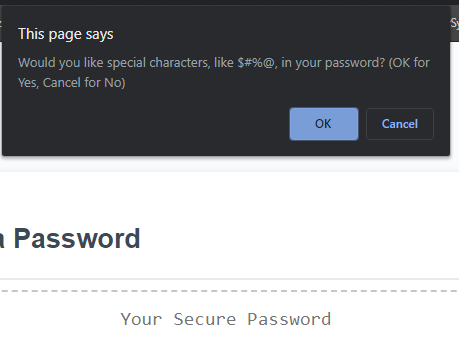 This page says
Would you like special characters, like $#%@, in your password? (OK for
Yes, Cancel for No)
OK
Cancel
a Password
Your Secure Password